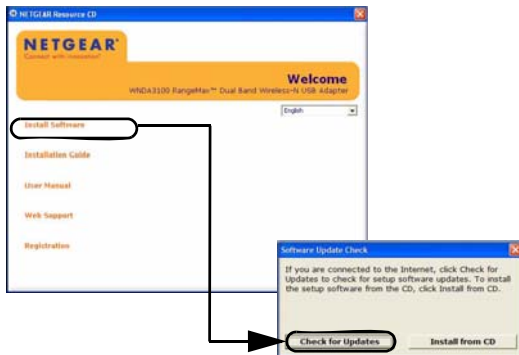 NETGEAR Resource CD
NETGEAR®
Connect with Innovation™
Welcome
WNDA3100 RangeMax™ Dual Band Wireless-N USB Adapter
English
Install Software
Installation Guide
User Manual
Web Support
Registration
Software Update Check
If you are connected to the Internet, click Check for
Updates to check for setup software updates. To install
the setup software from the CD, click Install from CD.
Check for Updates
Install from CD